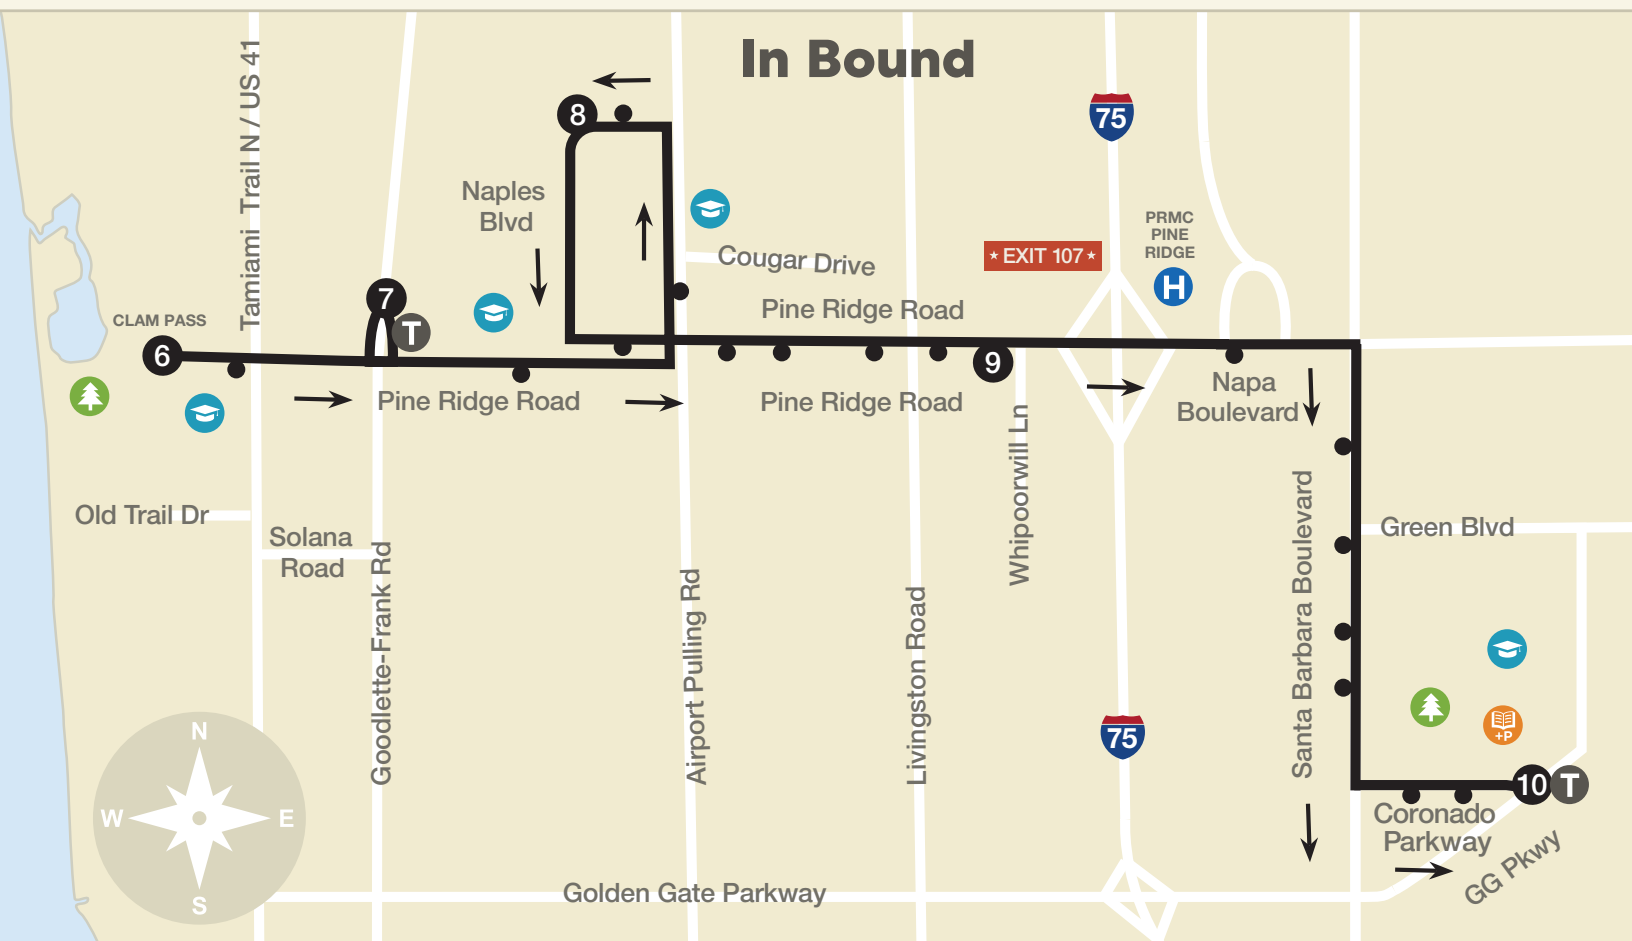 In Bound
Tamiami Trail N / US 41
8
75
Naples
Blvd
PRMC
PINE
RIDGE
★ EXIT 107 ★
Cougar Drive
H
7
T
Pine Ridge Road
CLAM PASS
6
9
Pine Ridge Road
Pine Ridge Road
Napa
Boulevard
Whipoorwill Ln
Old Trail Dr
Solana
Road
Goodlette-Frank Rd
Airport Pulling Rd
Livingston Road
Santa Barbara Boulevard
Green Blvd
75
+P
N
W
E
S
10
T
Coronado
Parkway
GG Pkwy
Golden Gate Parkway